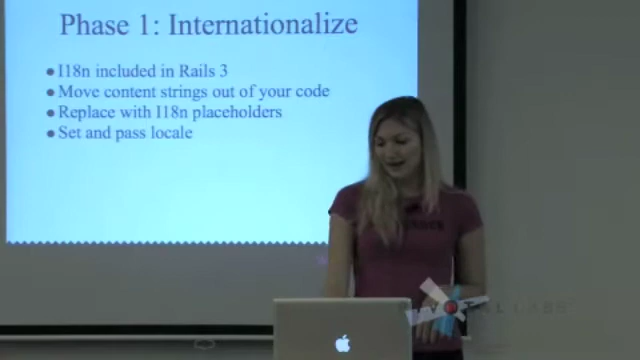 Phase 1: Internationalize
● I18n included in Rails 3
● Move content strings out of your code
● Replace with I18n placeholders
● Set and pass locale